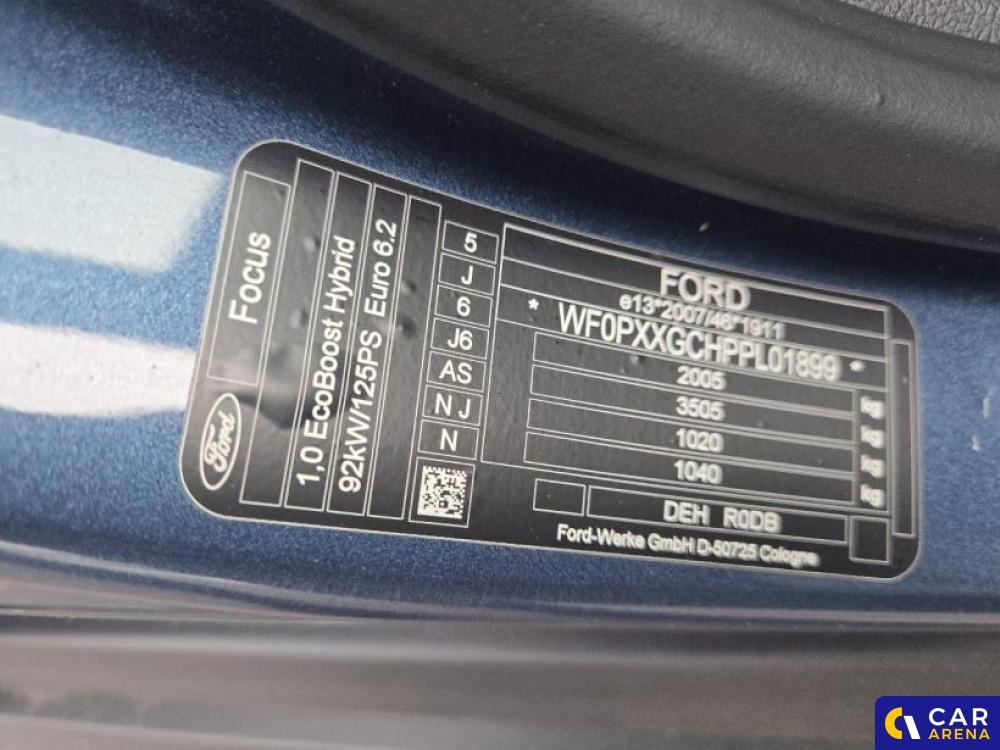 Focus
Ford
1,0 EcoBoost Hybrid
92kW/125PS Euro 6.2
5
J
6
J6
AS
N J
N
FORD
e13*2007/46*1911
* WF0PXXGCHPPL01899 *
2005 kg
3505 kg
1020 kg
1040 kg
DEH R0DB
Ford-Werke GmbH D-50725 Cologne
CAR
ARENA